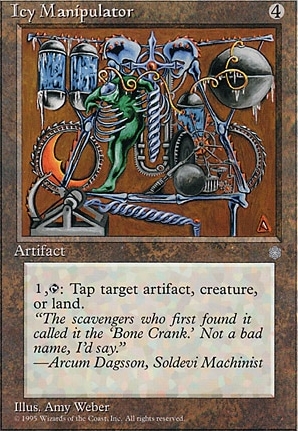 Icy Manipulator 4
Artifact
1,T: Tap target artifact, creature,
or land.
"The scavengers who first found it
called it the 'Bone Crank.' Not a bad
name, I'd say."
—Arcum Dagsson, Soldevi Machinist
Illus. Amy Weber
© 1995 Wizards of the Coast, Inc. All rights reserved.